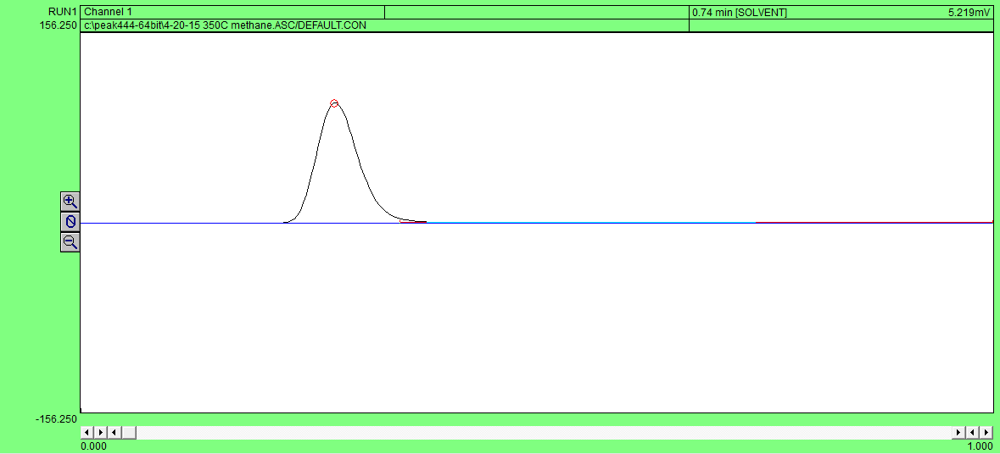 RUN1 Channel 1 0.74 min [SOLVENT] 5.219mV
156.250 c:\peak444-64bit\4-20-15 350C methane.ASC/DEFAULT.CON
-156.250
0.000 1.000